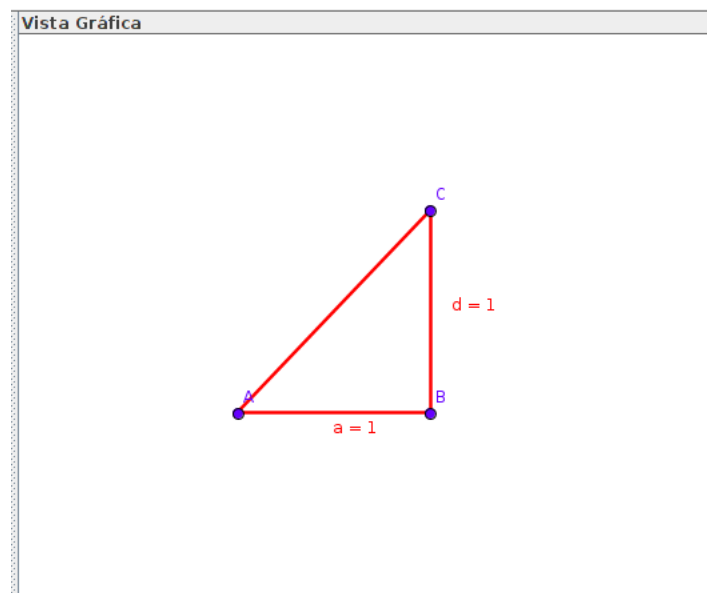 Vista Gráfica
C
d = 1
A
B
a = 1